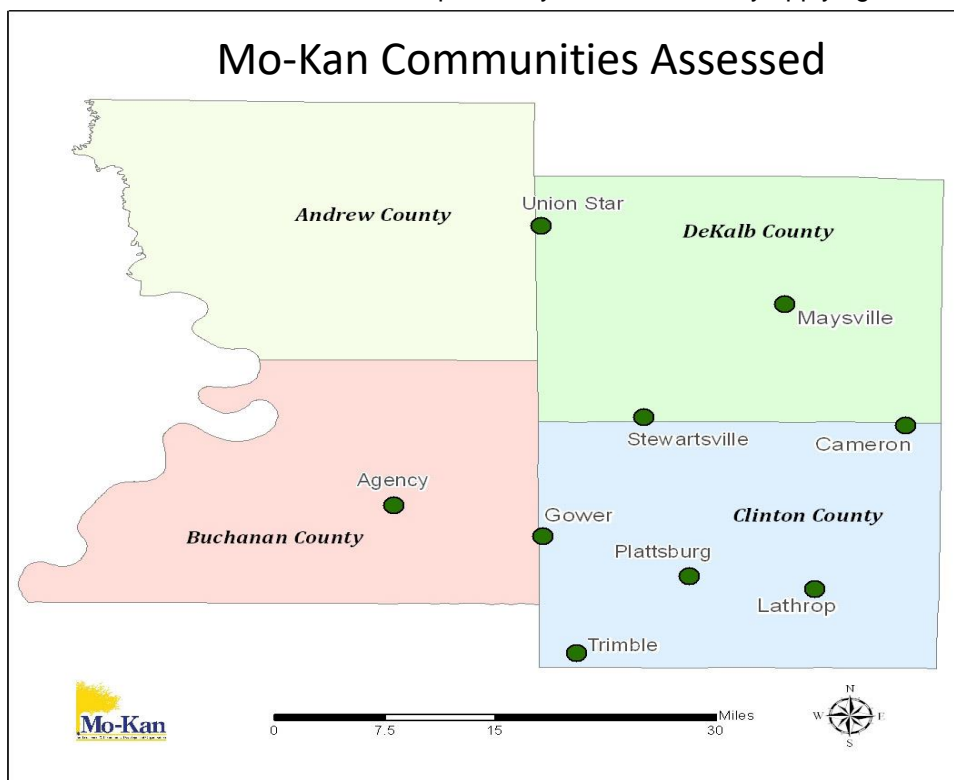 Mo-Kan Communities Assessed
Union Star
Andrew County
DeKalb County
Maysville
Stewartsville
Cameron
Agency
Gower
Clinton County
Buchanan County
Plattsburg
Lathrop
Trimble
Mo-Kan
Miles
0 7.5 15 30
N
W E
S